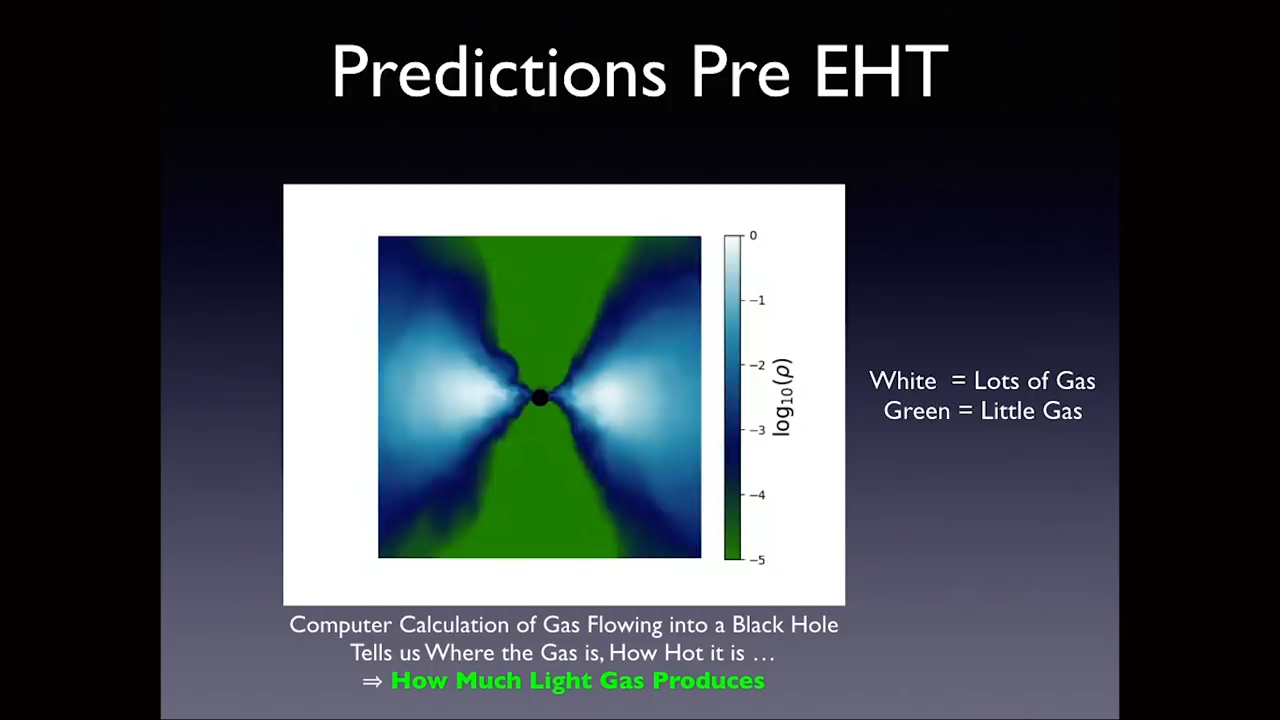 Predictions Pre EHT
0
−1
−2
−3
−4
−5
log10(ρ)
White = Lots of Gas
Green = Little Gas
Computer Calculation of Gas Flowing into a Black Hole
Tells us Where the Gas is, How Hot it is …
⇒ How Much Light Gas Produces